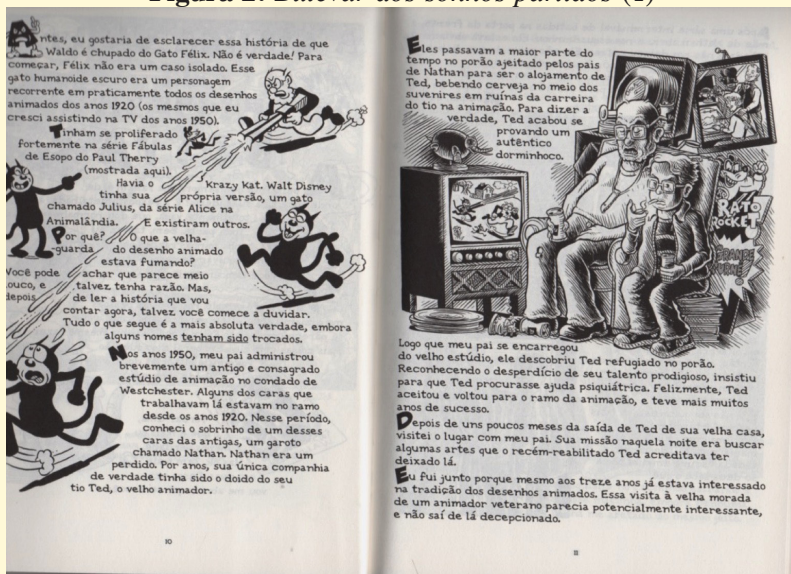 Antes, eu gostaria de esclarecer essa história de que
Waldo é chupado do Gato Félix. Não é verdade! Para
começar, Félix não era um caso isolado. Esse
gato humanoide escuro era um personagem
recorrente em praticamente todos os desenhos
animados dos anos 1920 (os mesmos que eu
cresci assistindo na TV dos anos 1950).
Tinham se proliferado
fortemente na série Fábulas
de Esopo do Paul Therry
(mostrada aqui).
Havia o Krazy Kat. Walt Disney
tinha sua própria versão, um gato
chamado Julius, da série Alice na
Animalândia. E existiram outros.
Por quê? O que a velha-
-guarda do desenho animado
estava fumando?
Você pode achar que parece meio
louco, e talvez tenha razão. Mas,
depois de ler a história que vou
contar agora, talvez você comece a duvidar.
Tudo o que segue é a mais absoluta verdade, embora
alguns nomes tenham sido trocados.
Nos anos 1950, meu pai administrou
brevemente um antigo e consagrado
estúdio de animação no condado de
Westchester. Alguns dos caras que
trabalhavam lá estavam no ramo
desde os anos 1920. Nesse período,
conheci o sobrinho de um desses
caras das antigas, um garoto
chamado Nathan. Nathan era um
perdido. Por anos, sua única companhia
de verdade tinha sido o doido do seu
tio Ted, o velho animador.
10
Eles passavam a maior parte do
tempo no porão ajeitado pelos pais
de Nathan para ser o alojamento de
Ted, bebendo cerveja no meio dos
suvenires em ruínas da carreira
do tio na animação. Para dizer a
verdade, Ted acabou se
provando um
autêntico
dorminhoco.
RATO
ROCKET
Logo que meu pai se encarregou
do velho estúdio, ele descobriu Ted refugiado no porão.
Reconhecendo o desperdício de seu talento prodigioso, insistiu
para que Ted procurasse ajuda psiquiátrica. Felizmente, Ted
aceitou e voltou para o ramo da animação, e teve mais muitos
anos de sucesso.
Depois de uns poucos meses da saída de Ted de sua velha casa,
visitei o lugar com meu pai. Sua missão naquela noite era buscar
algumas artes que o recém-reabilitado Ted acreditava ter
deixado lá.
Eu fui junto porque mesmo aos treze anos já estava interessado
na tradição dos desenhos animados. Essa visita à velha morada
de um animador veterano parecia potencialmente interessante,
e não saí de lá decepcionado.
11